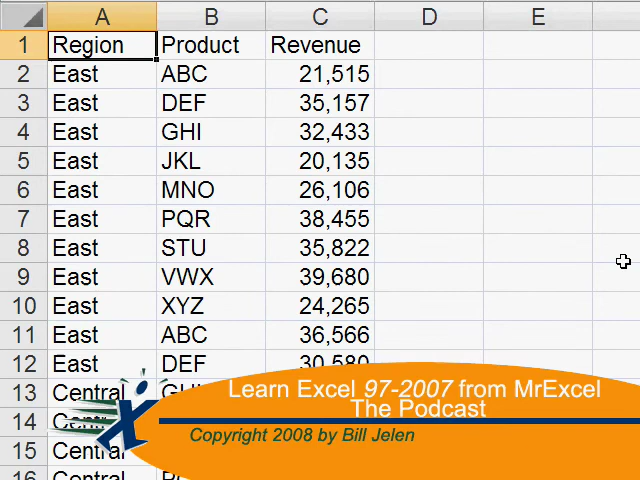 A B C D E
1 Region Product Revenue
2 East ABC 21,515
3 East DEF 35,157
4 East GHI 32,433
5 East JKL 20,135
6 East MNO 26,106
7 East PQR 38,455
8 East STU 35,822
9 East VWX 39,680
10 East XYZ 24,265
11 East ABC 36,566
12 East DEF 30,580
13 Central
14
15 Central
16 Central
Learn Excel 97-2007 from MrExcel
The Podcast
Copyright 2008 by Bill Jelen